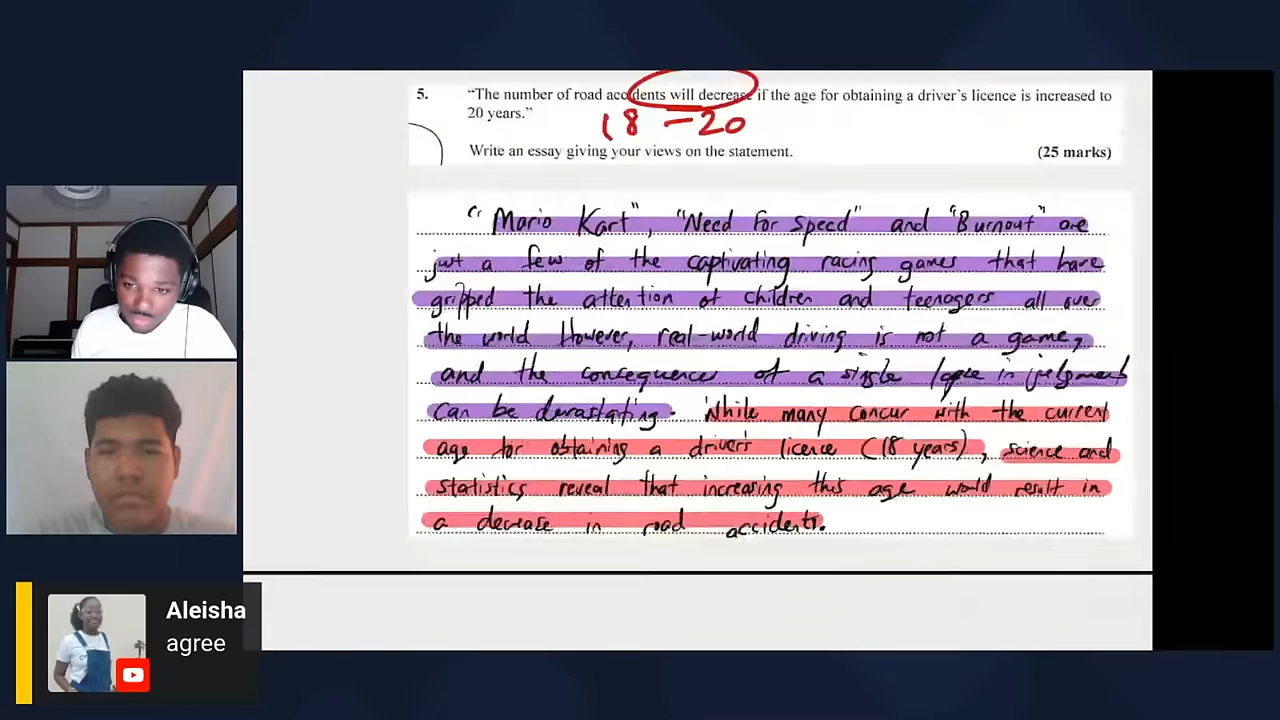 5. "The number of road accidents will decrease if the age for obtaining a driver's licence is increased to
20 years."
18 - 20
Write an essay giving your views on the statement. (25 marks)
"Mario Kart", "Need For Speed" and "Burnout" are
just a few of the captivating racing games that have
gripped the attention of children and teenagers all over
the world. However, real-world driving is not a game,
and the consequence of a single lapse in judgement
can be devastating. While many concur with the current
age for obtaining a driver's licence (18 years), science and
statistics reveal that increasing this age would result in
a decrease in road accidents.
Aleisha
agree